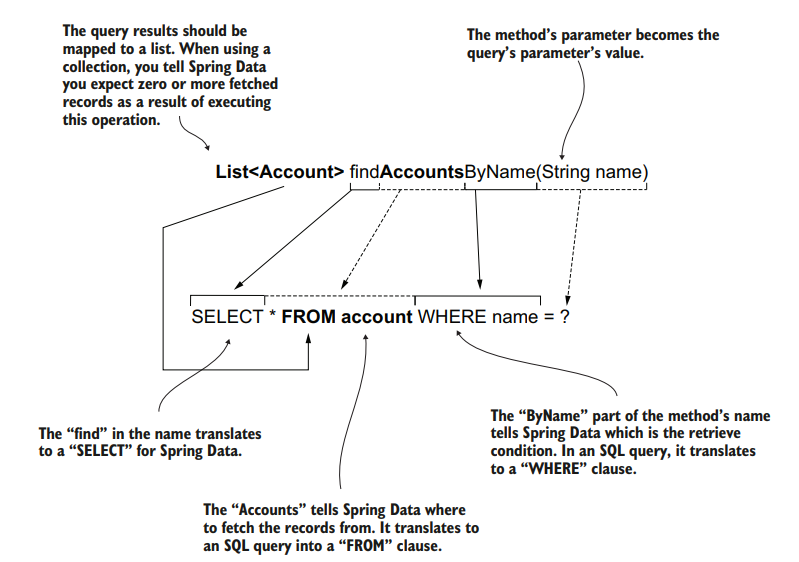 The query results should be
mapped to a list. When using a
collection, you tell Spring Data
you expect zero or more fetched
records as a result of executing
this operation.
The method's parameter becomes the
query's parameter's value.
List<Account> findAccountsByName(String name)
SELECT * FROM account WHERE name = ?
The “find” in the name translates
to a “SELECT” for Spring Data.
The “Accounts” tells Spring Data where
to fetch the records from. It translates to
an SQL query into a “FROM” clause.
The “ByName” part of the method's name
tells Spring Data which is the retrieve
condition. In an SQL query, it translates
to a “WHERE” clause.